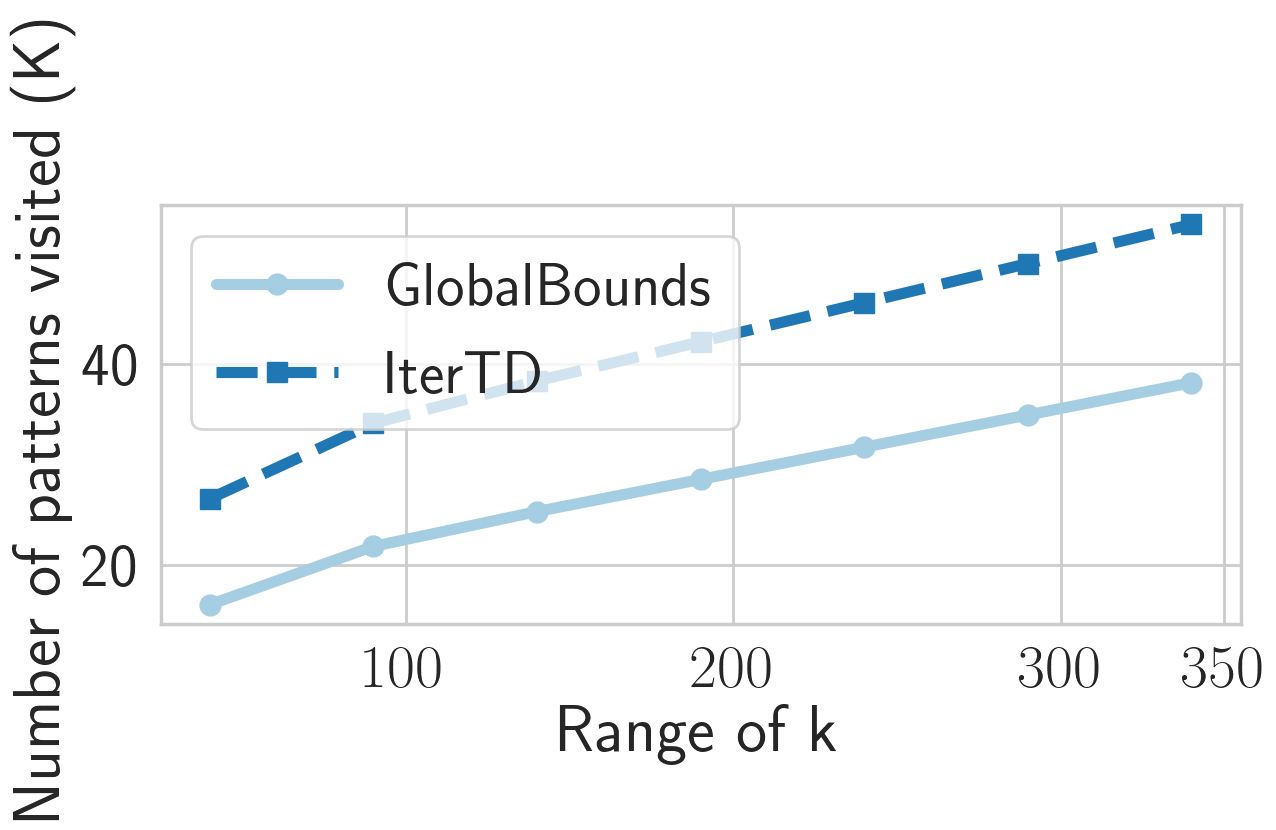 Number of patterns visited (K)
GlobalBounds
IterTD
40
20
100 200 300 350
Range of k